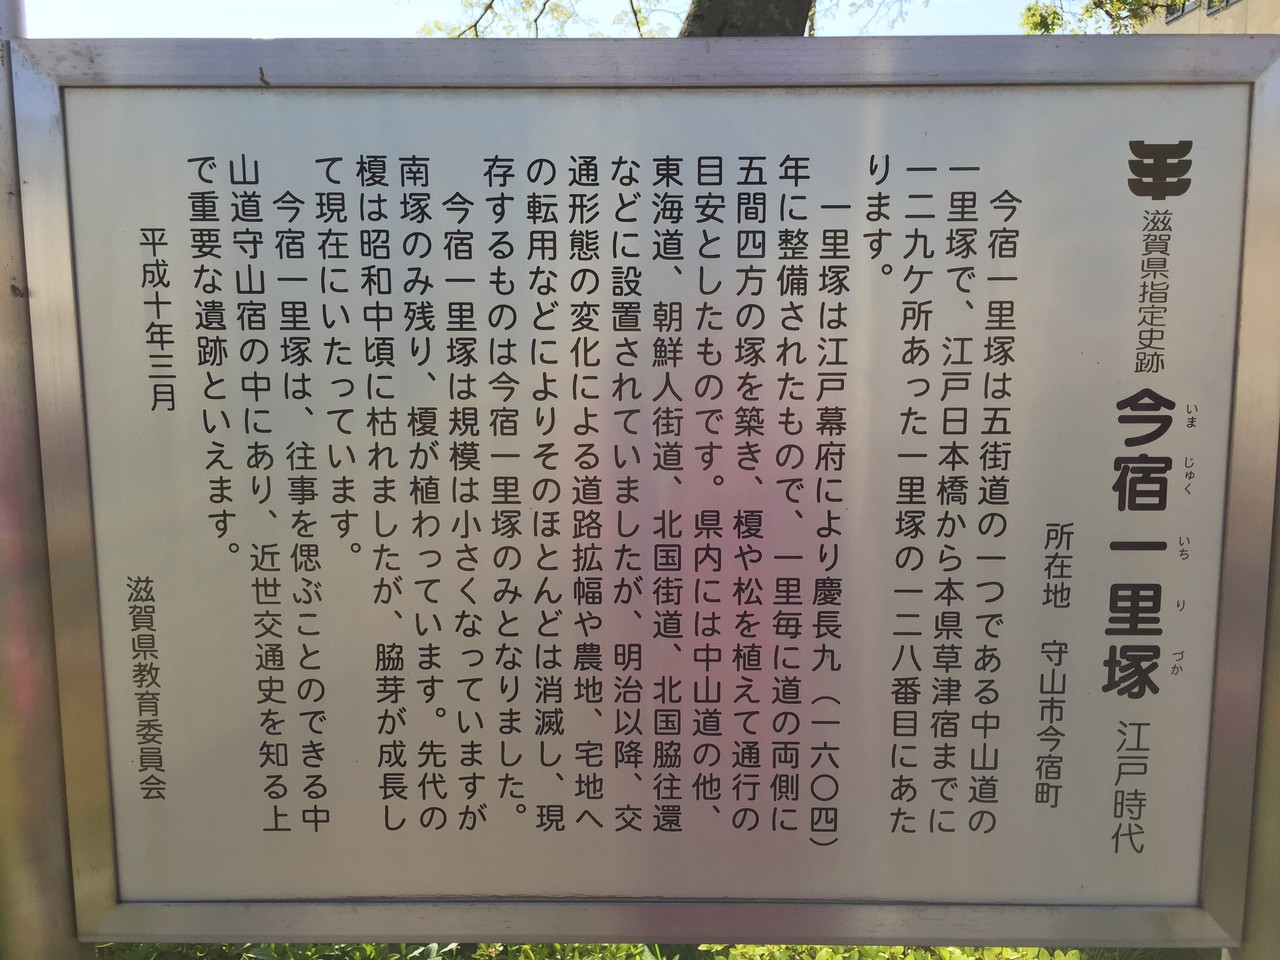 滋賀県指定史跡 今宿一里塚 江戸時代
いま じゅく いち り づか
所在地 守山市今宿町
今宿一里塚は五街道の一つである中山道の
一里塚で、江戸日本橋から本県草津宿までに
一二九ケ所あった一里塚の一二八番目にあた
ります。
一里塚は江戸幕府により慶長九(一六〇四)
年に整備されたもので、一里毎に道の両側に
五間四方の塚を築き、榎や松を植えて通行の
目安としたものです。県内には中山道の他、
東海道、朝鮮人街道、北国街道、北国脇往還
などに設置されていましたが、明治以降、交
通形態の変化による道路拡幅や農地、宅地へ
の転用などによりそのほとんどは消滅し、現
存するものは今宿一里塚のみとなりました。
今宿一里塚は規模は小さくなっていますが
南塚のみ残り、榎が植わっています。先代の
榎は昭和中頃に枯れましたが、脇芽が成長し
て現在にいたっています。
今宿一里塚は、往事を偲ぶことのできる中
山道守山宿の中にあり、近世交通史を知る上
で重要な遺跡といえます。
平成十年三月
滋賀県教育委員会